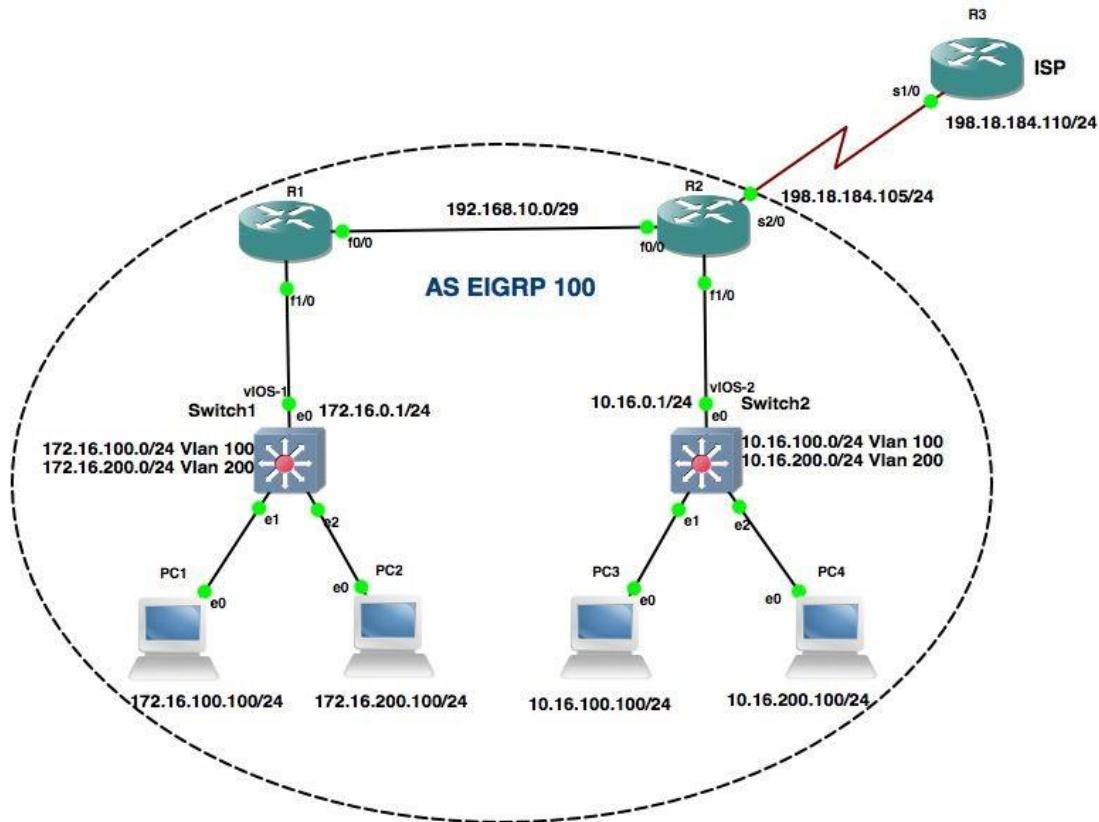 R3
ISP
s1/0
198.18.184.110/24
R1
R2
192.168.10.0/29
198.18.184.105/24
s2/0
f0/0
f0/0
AS EIGRP 100
f1/0
f1/0
vIOS-1
Switch1
e0
172.16.0.1/24
vIOS-2
10.16.0.1/24
e0
Switch2
172.16.100.0/24 Vlan 100
172.16.200.0/24 Vlan 200
10.16.100.0/24 Vlan 100
10.16.200.0/24 Vlan 200
e1
e2
e1
e2
PC1
e0
PC2
e0
PC3
e0
PC4
e0
172.16.100.100/24
172.16.200.100/24
10.16.100.100/24
10.16.200.100/24